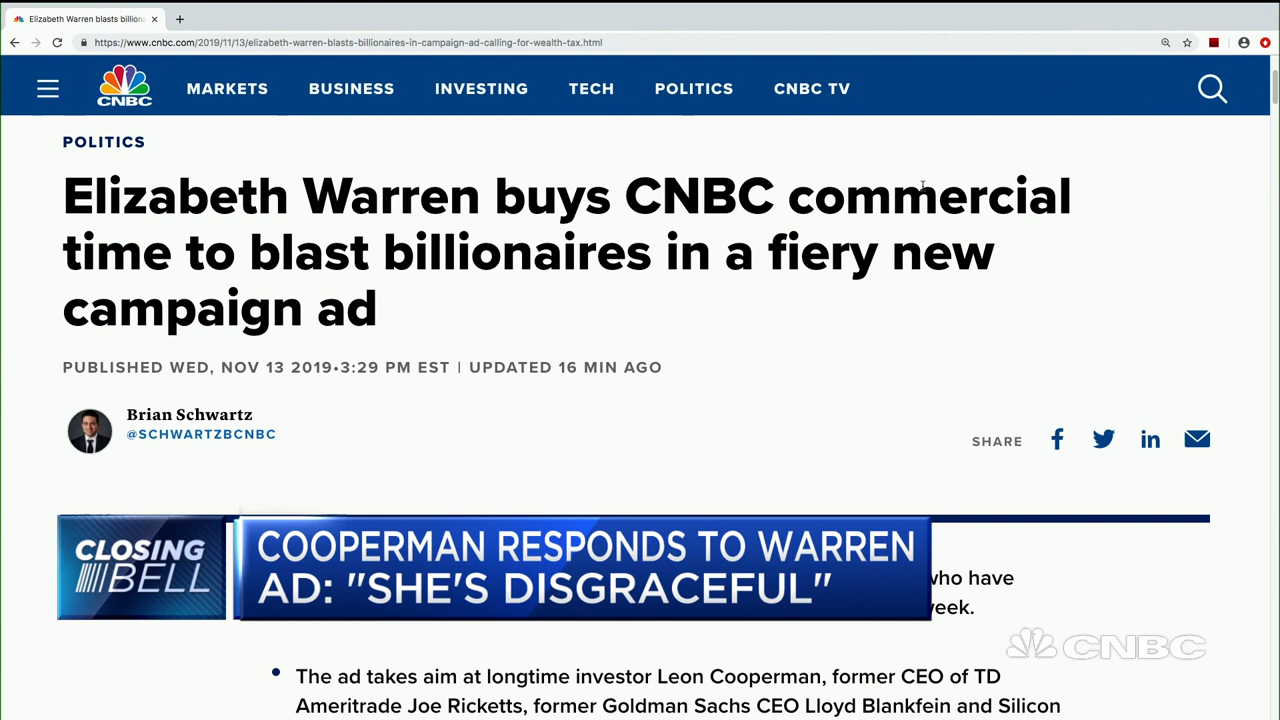 Elizabeth Warren blasts billion
https://www.cnbc.com/2019/11/13/elizabeth-warren-blasts-billionaires-in-campaign-ad-calling-for-wealth-tax.html
CNBC
MARKETS BUSINESS INVESTING TECH POLITICS CNBC TV
POLITICS
Elizabeth Warren buys CNBC commercial
time to blast billionaires in a fiery new
campaign ad
PUBLISHED WED, NOV 13 2019•3:29 PM EST | UPDATED 16 MIN AGO
Brian Schwartz
@SCHWARTZBCNBC
SHARE
CLOSING
BELL
COOPERMAN RESPONDS TO WARREN
AD: "SHE'S DISGRACEFUL"
who have
week.
CNBC
• The ad takes aim at longtime investor Leon Cooperman, former CEO of TD
Ameritrade Joe Ricketts, former Goldman Sachs CEO Lloyd Blankfein and Silicon